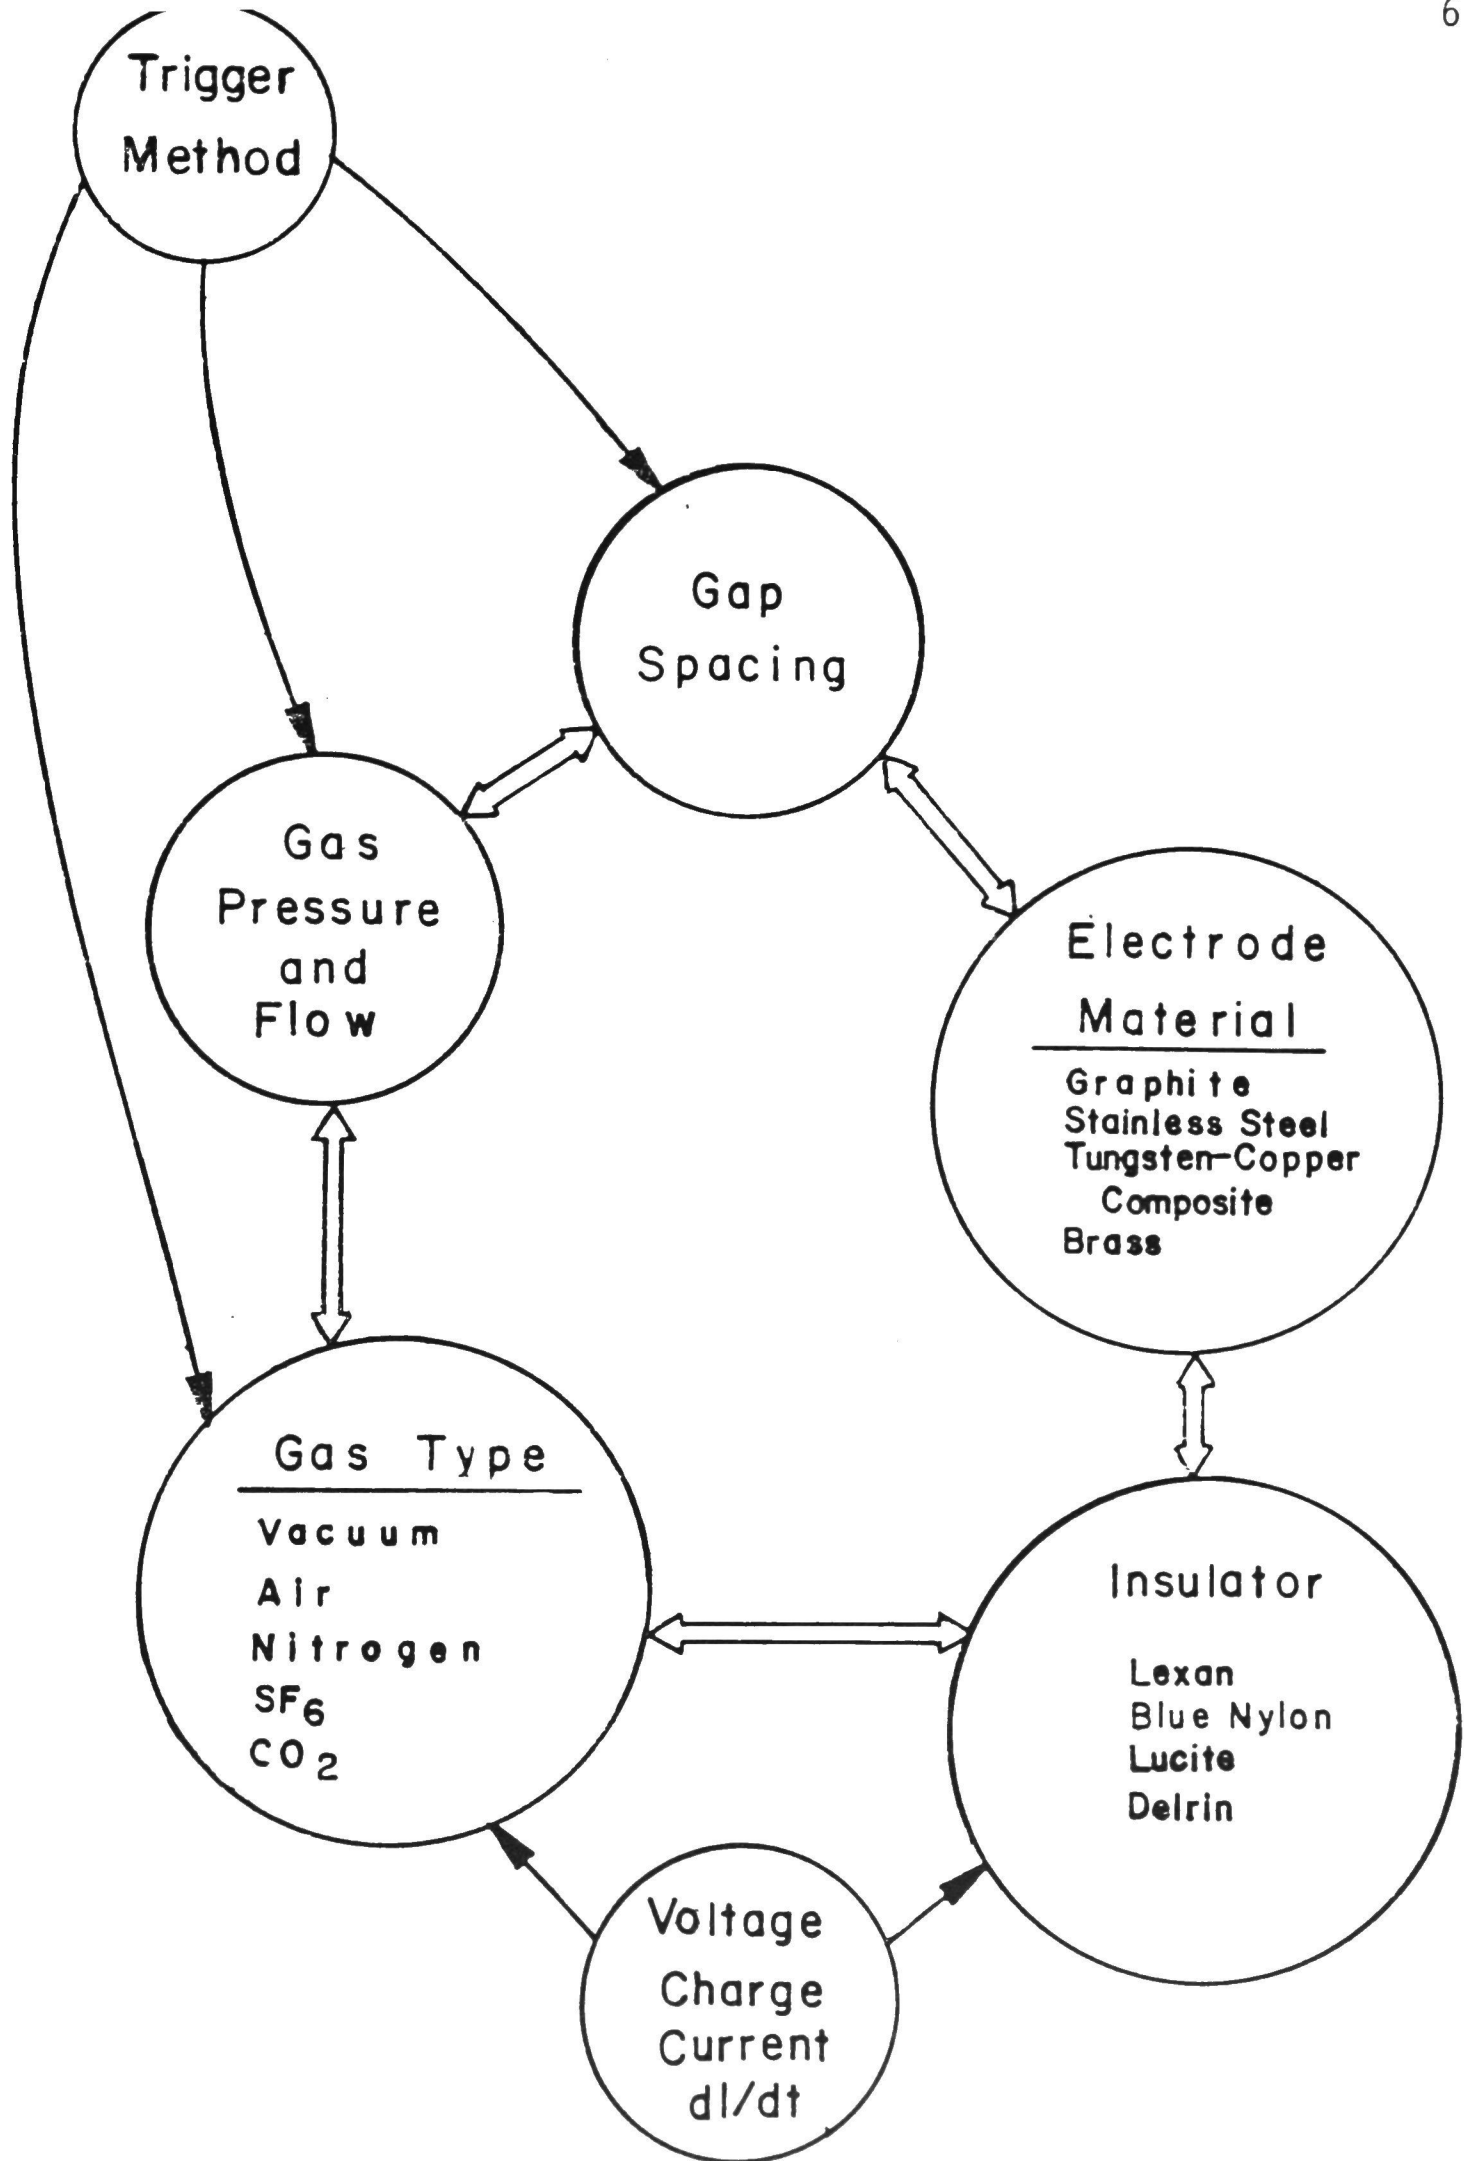 6
Trigger
Method
Gap
Spacing
Gas
Pressure
and
Flow
Electrode
Material
Graphite
Stainless Steel
Tungsten-Copper
Composite
Brass
Gas Type
Vacuum
Air
Nitrogen
SF6
CO2
Insulator
Lexan
Blue Nylon
Lucite
Delrin
Voltage
Charge
Current
dI/dt